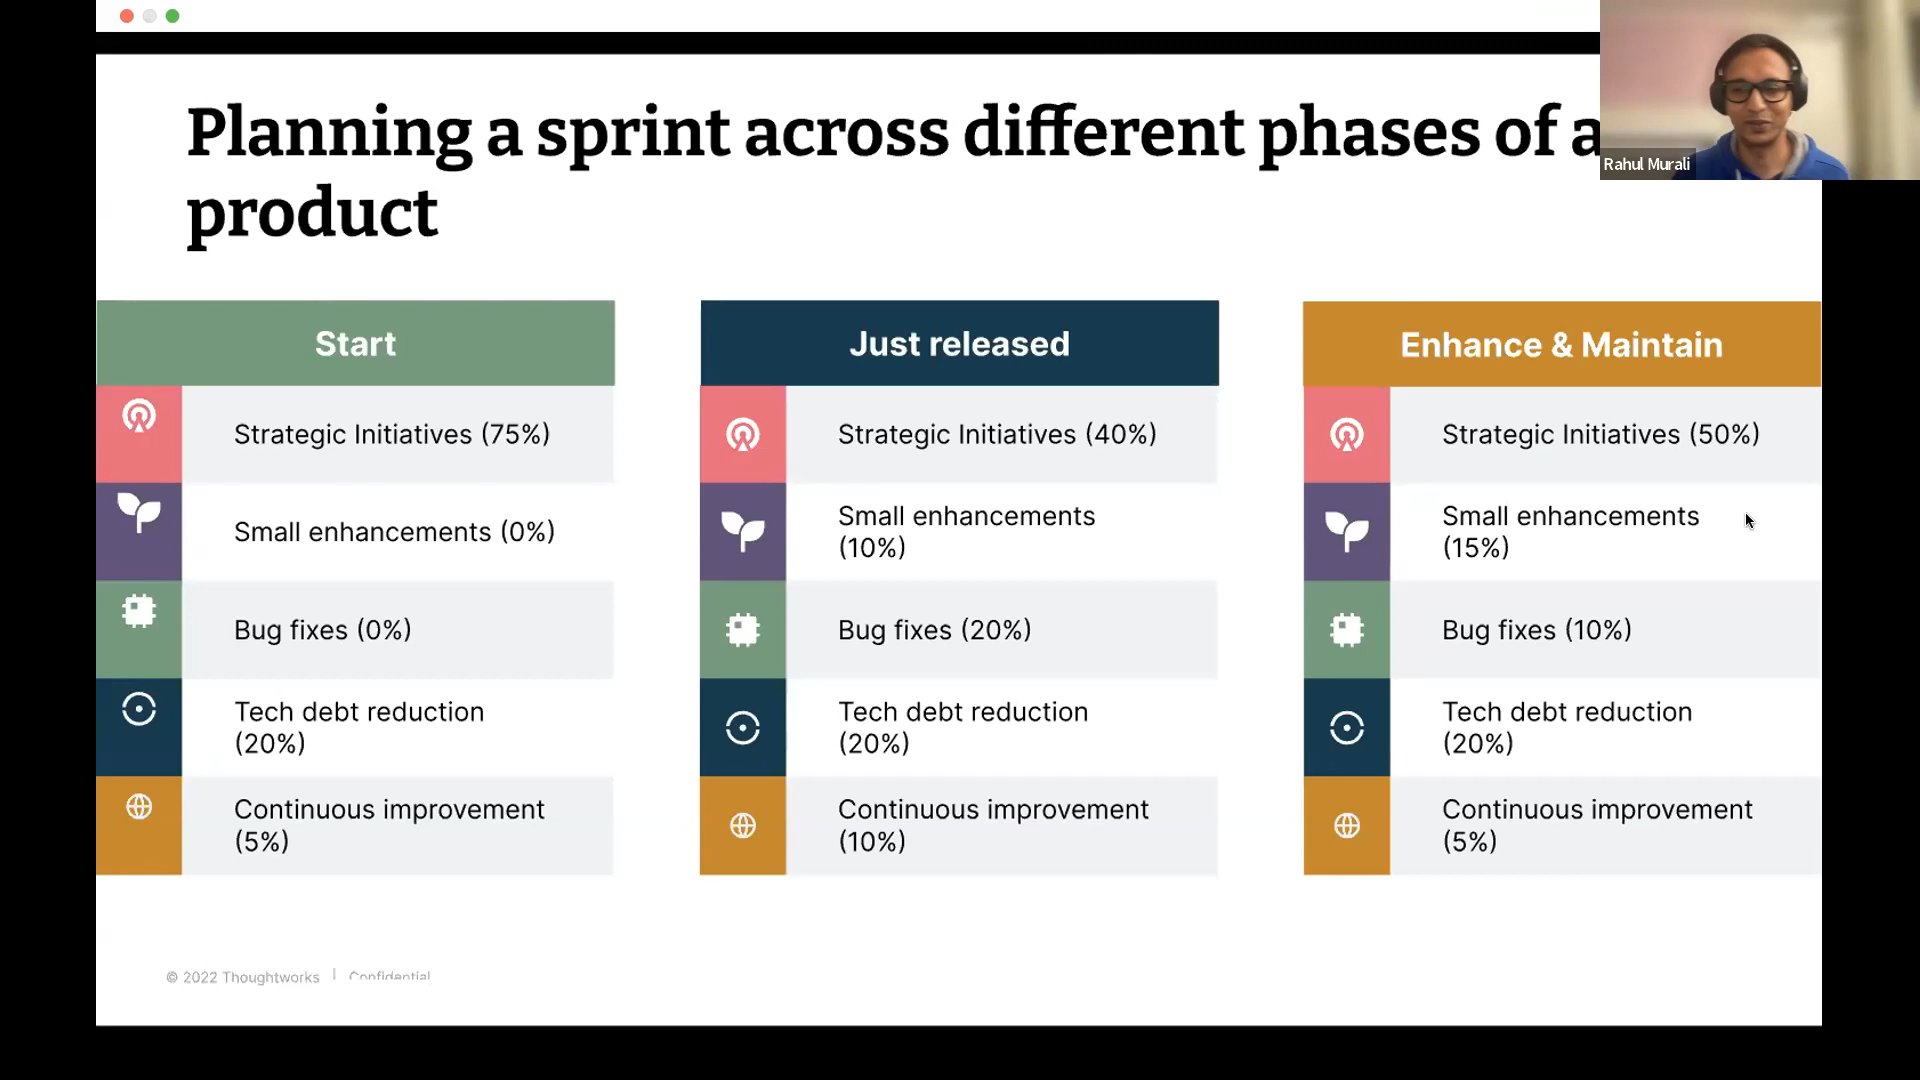 Planning a sprint across different phases of a
product
Rahul Murali
Start
Strategic Initiatives (75%)
Small enhancements (0%)
Bug fixes (0%)
Tech debt reduction
(20%)
Continuous improvement
(5%)
Just released
Strategic Initiatives (40%)
Small enhancements
(10%)
Bug fixes (20%)
Tech debt reduction
(20%)
Continuous improvement
(10%)
Enhance & Maintain
Strategic Initiatives (50%)
Small enhancements
(15%)
Bug fixes (10%)
Tech debt reduction
(20%)
Continuous improvement
(5%)
© 2022 Thoughtworks | Confidential